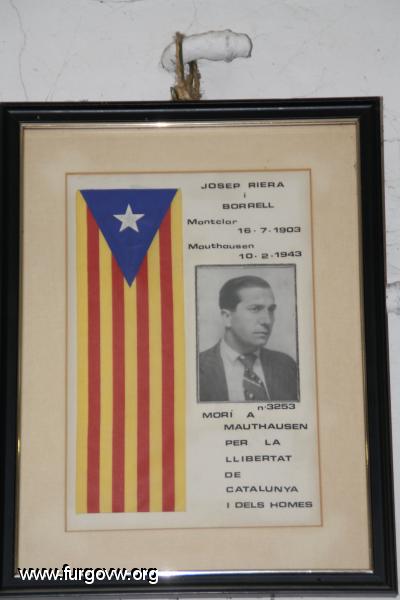 JOSEP RIERA
i
BORRELL
Montclar
16-7-1903
Mauthausen
10-2-1943
nº3253
MORÍ A
MAUTHAUSEN
PER LA
LLIBERTAT
DE
CATALUNYA
I DELS HOMES
www.furgovw.org